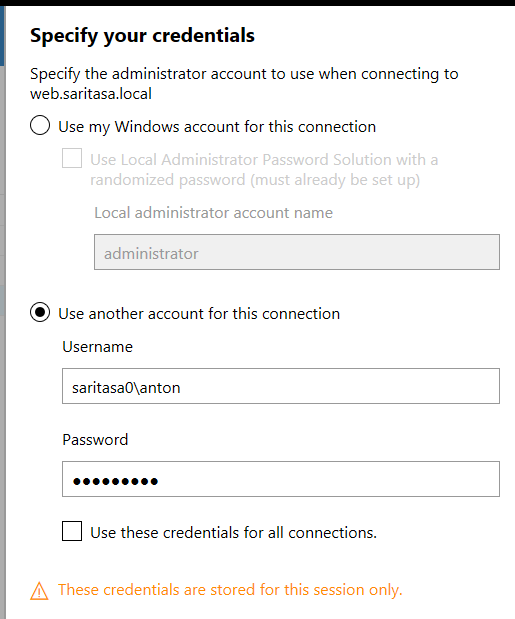 Specify your credentials
Specify the administrator account to use when connecting to
web.saritasa.local
Use my Windows account for this connection
Use Local Administrator Password Solution with a
randomized password (must already be set up)
Local administrator account name
administrator
Use another account for this connection
Username
saritasa0\anton
Password
●●●●●●●●●
Use these credentials for all connections.
These credentials are stored for this session only.